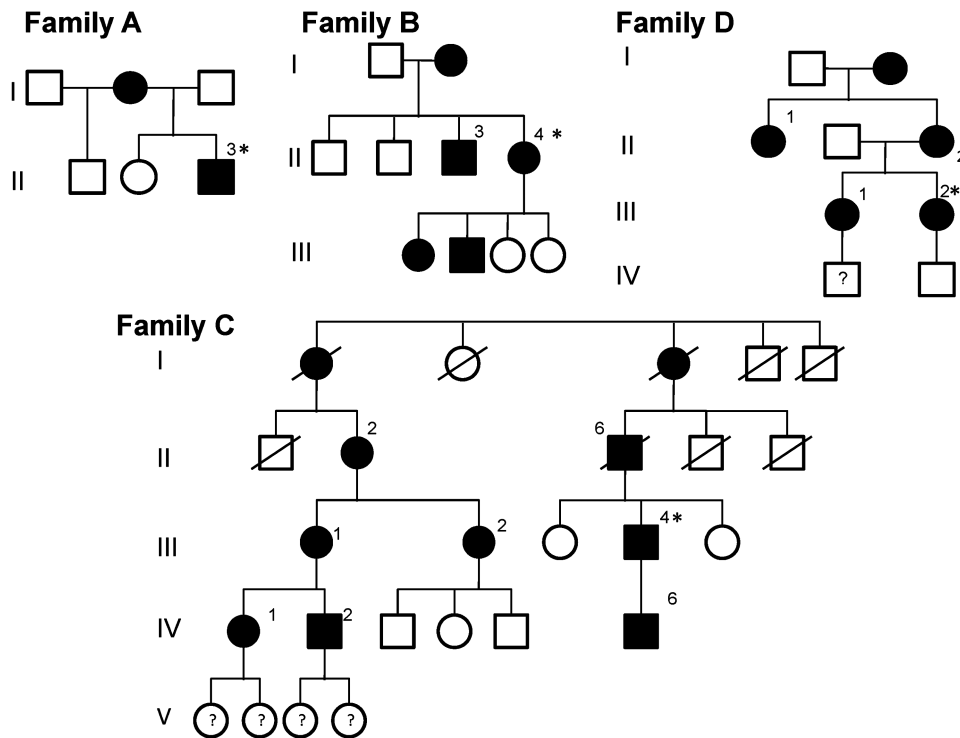 Family A
I
3*
II
Family B
I
3
4 *
II
III
Family D
I
1
II
2
III
1
2*
IV
?
Family C
I
2
6
II
1
2
4*
III
1
2
6
IV
V
? ? ? ?